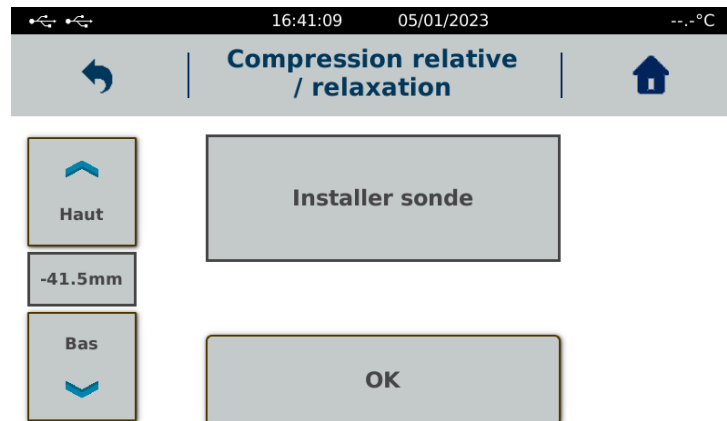 16:41:09 05/01/2023 --.-°C
Compression relative
/ relaxation
Haut
Installer sonde
-41.5mm
Bas
OK